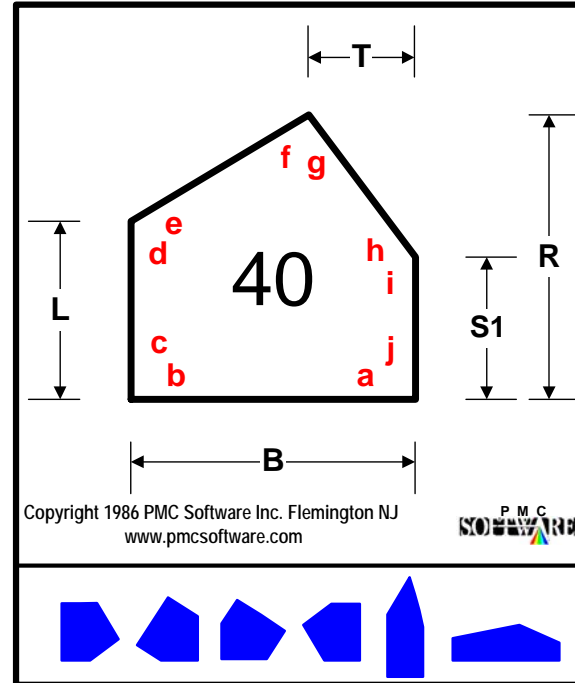 T
f g
e
d h
40 R
i
L S1
c j
b a
B
Copyright 1986 PMC Software Inc. Flemington NJ
www.pmcsoftware.com
P M C
SOFTWARE